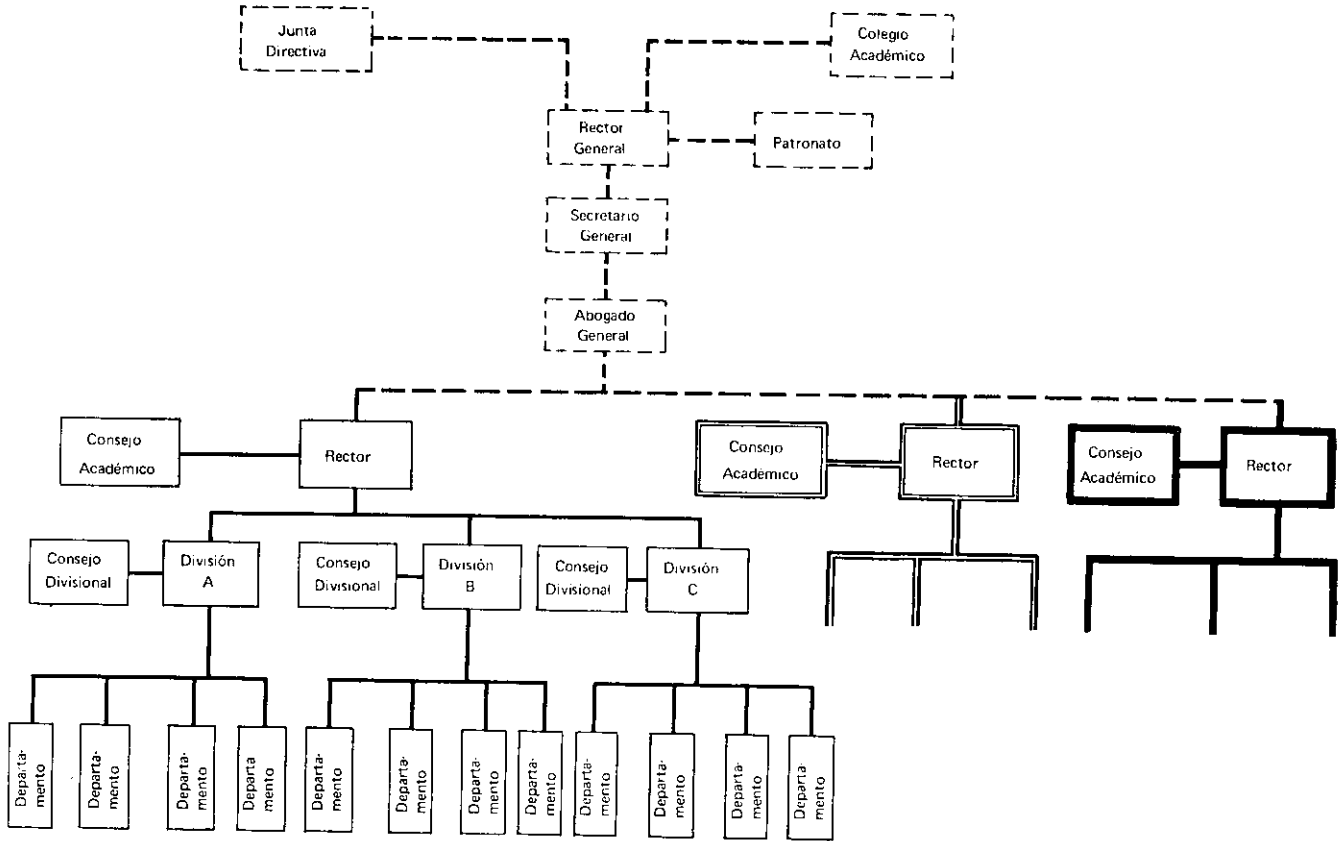 Junta
Directiva
Colegio
Académico
Rector
General
Patronato
Secretario
General
Abogado
General
Consejo
Académico
Rector
Consejo
Académico
Rector
Consejo
Académico
Rector
Consejo
Divisional
División
A
Consejo
Divisional
División
B
Consejo
Divisional
División
C
Departa-
mento
Departa-
mento
Departa-
mento
Departa
mento
Departa-
mento
Departa-
mento
Departa-
mento
Departa-
mento
Departa-
mento
Departa-
mento
Departa-
mento
Departa-
mento